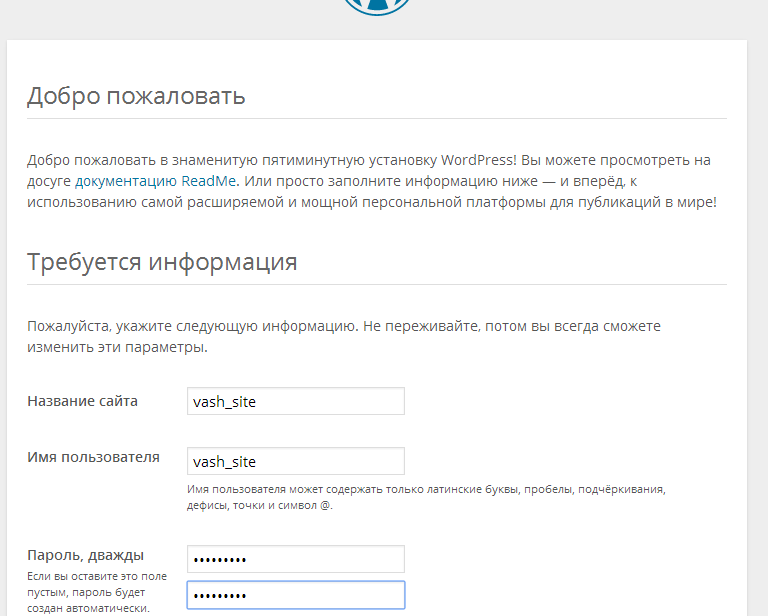 Добро пожаловать
Добро пожаловать в знаменитую пятиминутную установку WordPress! Вы можете просмотреть на
досуге документацию ReadMe. Или просто заполните информацию ниже — и вперёд, к
использованию самой расширяемой и мощной персональной платформы для публикаций в мире!
Требуется информация
Пожалуйста, укажите следующую информацию. Не переживайте, потом вы всегда сможете
изменить эти параметры.
Название сайта vash_site
Имя пользователя vash_site
Имя пользователя может содержать только латинские буквы, пробелы, подчёркивания,
дефисы, точки и символ @.
Пароль, дважды •••••••••
Если вы оставите это поле
пустым, пароль будет •••••••••
создан автоматически.